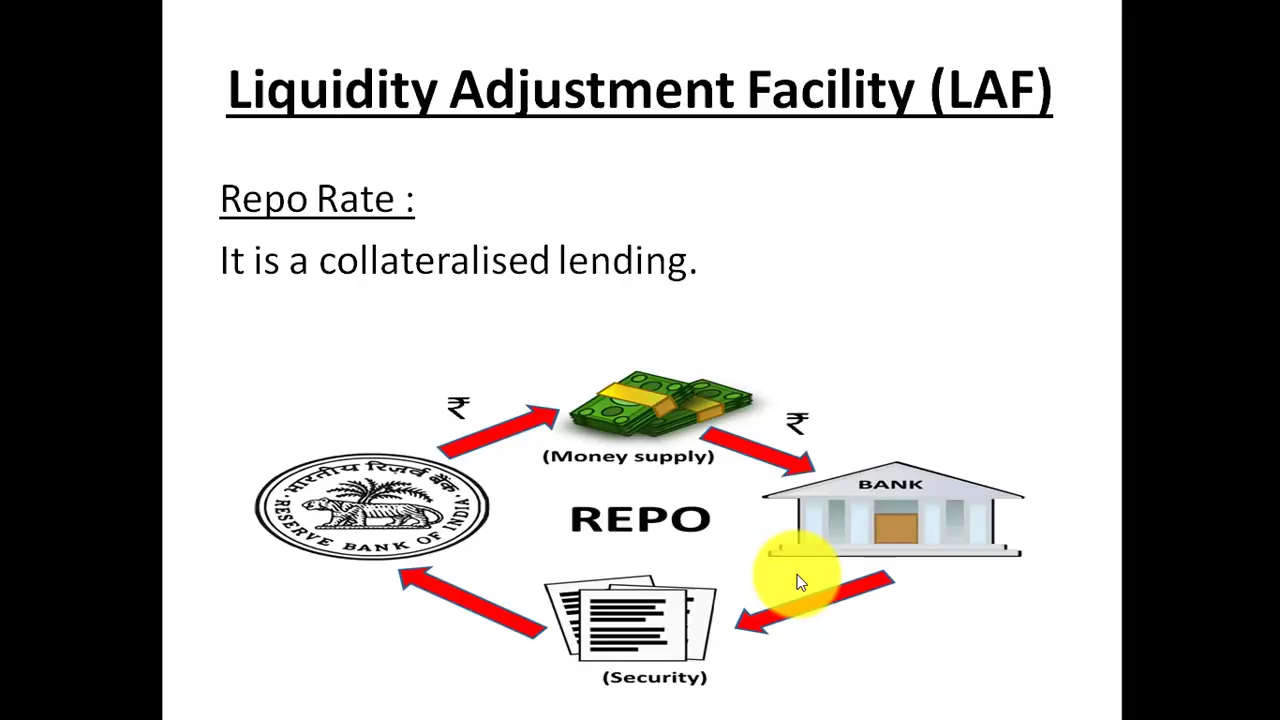 Liquidity Adjustment Facility (LAF)
Repo Rate :
It is a collateralised lending.
₹
₹
(Money supply)
भारतीय रिज़र्व बैंक
RESERVE BANK OF INDIA
REPO
BANK
(Security)